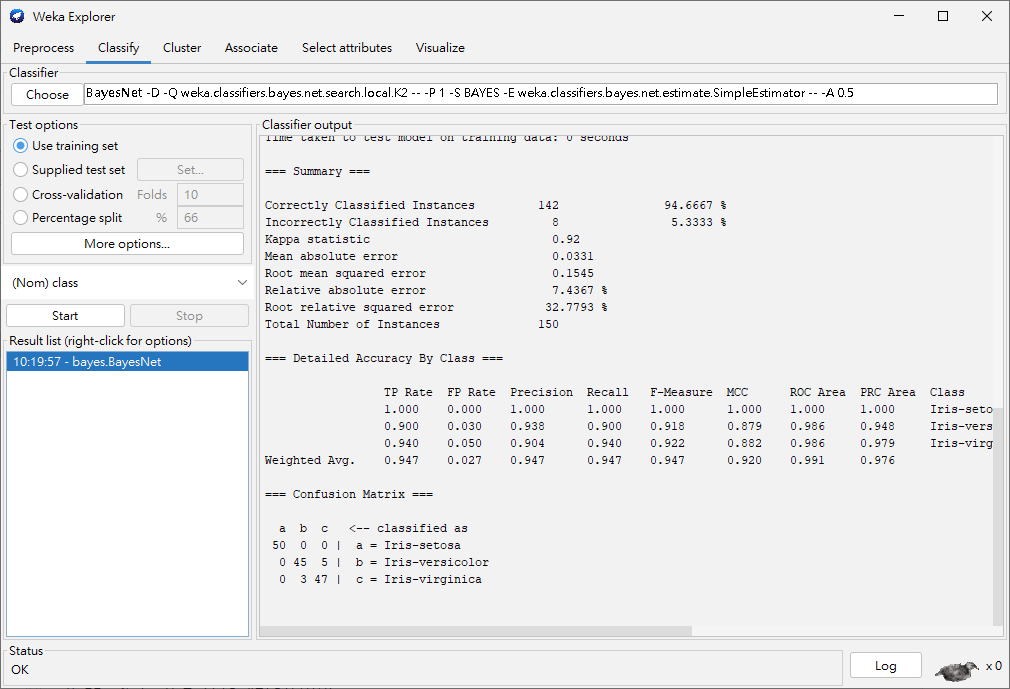 Weka Explorer
Preprocess Classify Cluster Associate Select attributes Visualize
Classifier
Choose BayesNet -D -Q weka.classifiers.bayes.net.search.local.K2 -- -P 1 -S BAYES -E weka.classifiers.bayes.net.estimate.SimpleEstimator -- -A 0.5
Test options
Use training set
Supplied test set Set...
Cross-validation Folds 10
Percentage split % 66
More options...
(Nom) class
Start Stop
Result list (right-click for options)
10:19:57 - bayes.BayesNet
Classifier output
Time taken to test model on training data: 0 seconds
=== Summary ===
Correctly Classified Instances 142 94.6667 %
Incorrectly Classified Instances 8 5.3333 %
Kappa statistic 0.92
Mean absolute error 0.0331
Root mean squared error 0.1545
Relative absolute error 7.4367 %
Root relative squared error 32.7793 %
Total Number of Instances 150
=== Detailed Accuracy By Class ===
TP Rate FP Rate Precision Recall F-Measure MCC ROC Area PRC Area Class
1.000 0.000 1.000 1.000 1.000 1.000 1.000 1.000 Iris-seto
0.900 0.030 0.938 0.900 0.918 0.879 0.986 0.948 Iris-vers
0.940 0.050 0.904 0.940 0.922 0.882 0.986 0.979 Iris-virg
Weighted Avg. 0.947 0.027 0.947 0.947 0.947 0.920 0.991 0.976
=== Confusion Matrix ===
a b c <-- classified as
50 0 0 | a = Iris-setosa
0 45 5 | b = Iris-versicolor
0 3 47 | c = Iris-virginica
Status
OK
Log x 0